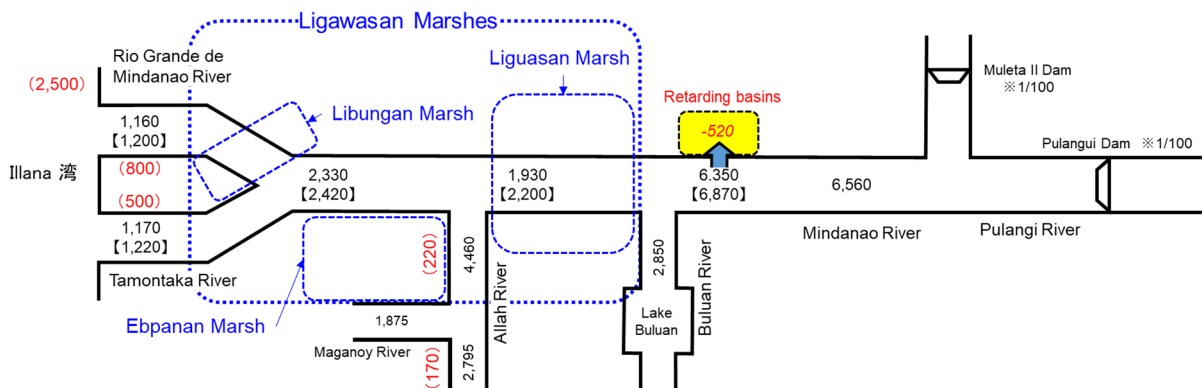 Ligawasan Marshes
Rio Grande de
Mindanao River
Liguasan Marsh
(2,500)
Retarding basins
Muleta II Dam
※1/100
Libungan Marsh
-520
1,160
【1,200】
Pulangui Dam ※1/100
Illana 湾
(800)
(500)
2,330
【2,420】
1,930
【2,200】
6.350
【6,870】
6,560
1,170
【1,220】
Mindanao River
Pulangi River
Tamontaka River
(220)
4,460
2,850
Allah River
Buluan River
Ebpanan Marsh
1,875
Lake
Buluan
Maganoy River
(170)
2,795